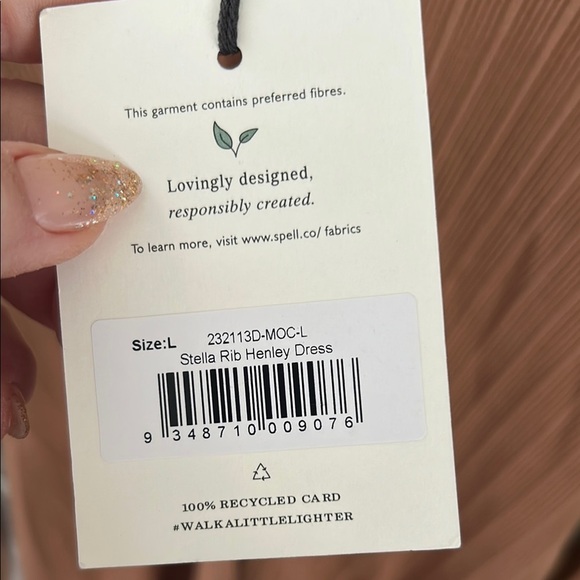 This garment contains preferred fibres.
Lovingly designed,
responsibly created.
To learn more, visit www.spell.co/ fabrics
Size:L 232113D-MOC-L
Stella Rib Henley Dress
9 348710 009076
100% RECYCLED CARD
#WALKALITTLELIGHTER